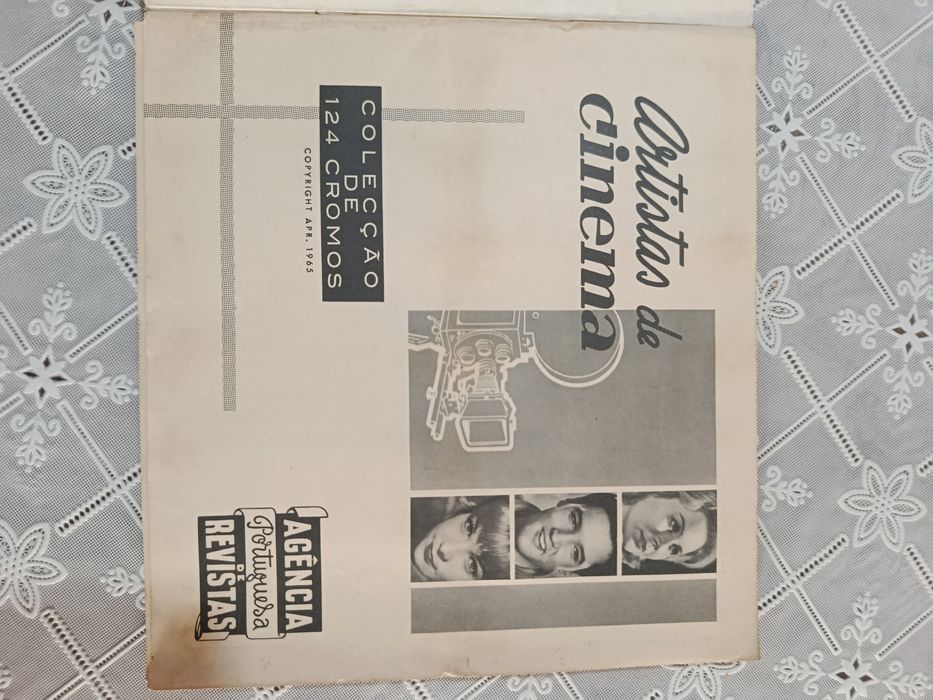 Artistas de
cinema
COLECÇÃO
DE
124 CROMOS
COPYRIGHT APR. 1965
AGÊNCIA
Portuguesa
DE
REVISTAS